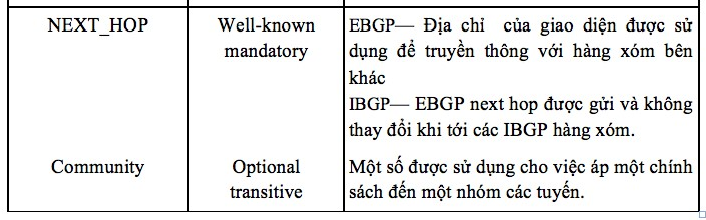 NEXT_HOP
Well-known
mandatory
EBGP— Địa chỉ của giao diện được sử
dụng để truyền thông với hàng xóm bên
khác
IBGP— EBGP next hop được gửi và không
thay đổi khi tới các IBGP hàng xóm.
Community
Optional
transitive
Một số được sử dụng cho việc áp một chính
sách đến một nhóm các tuyến.